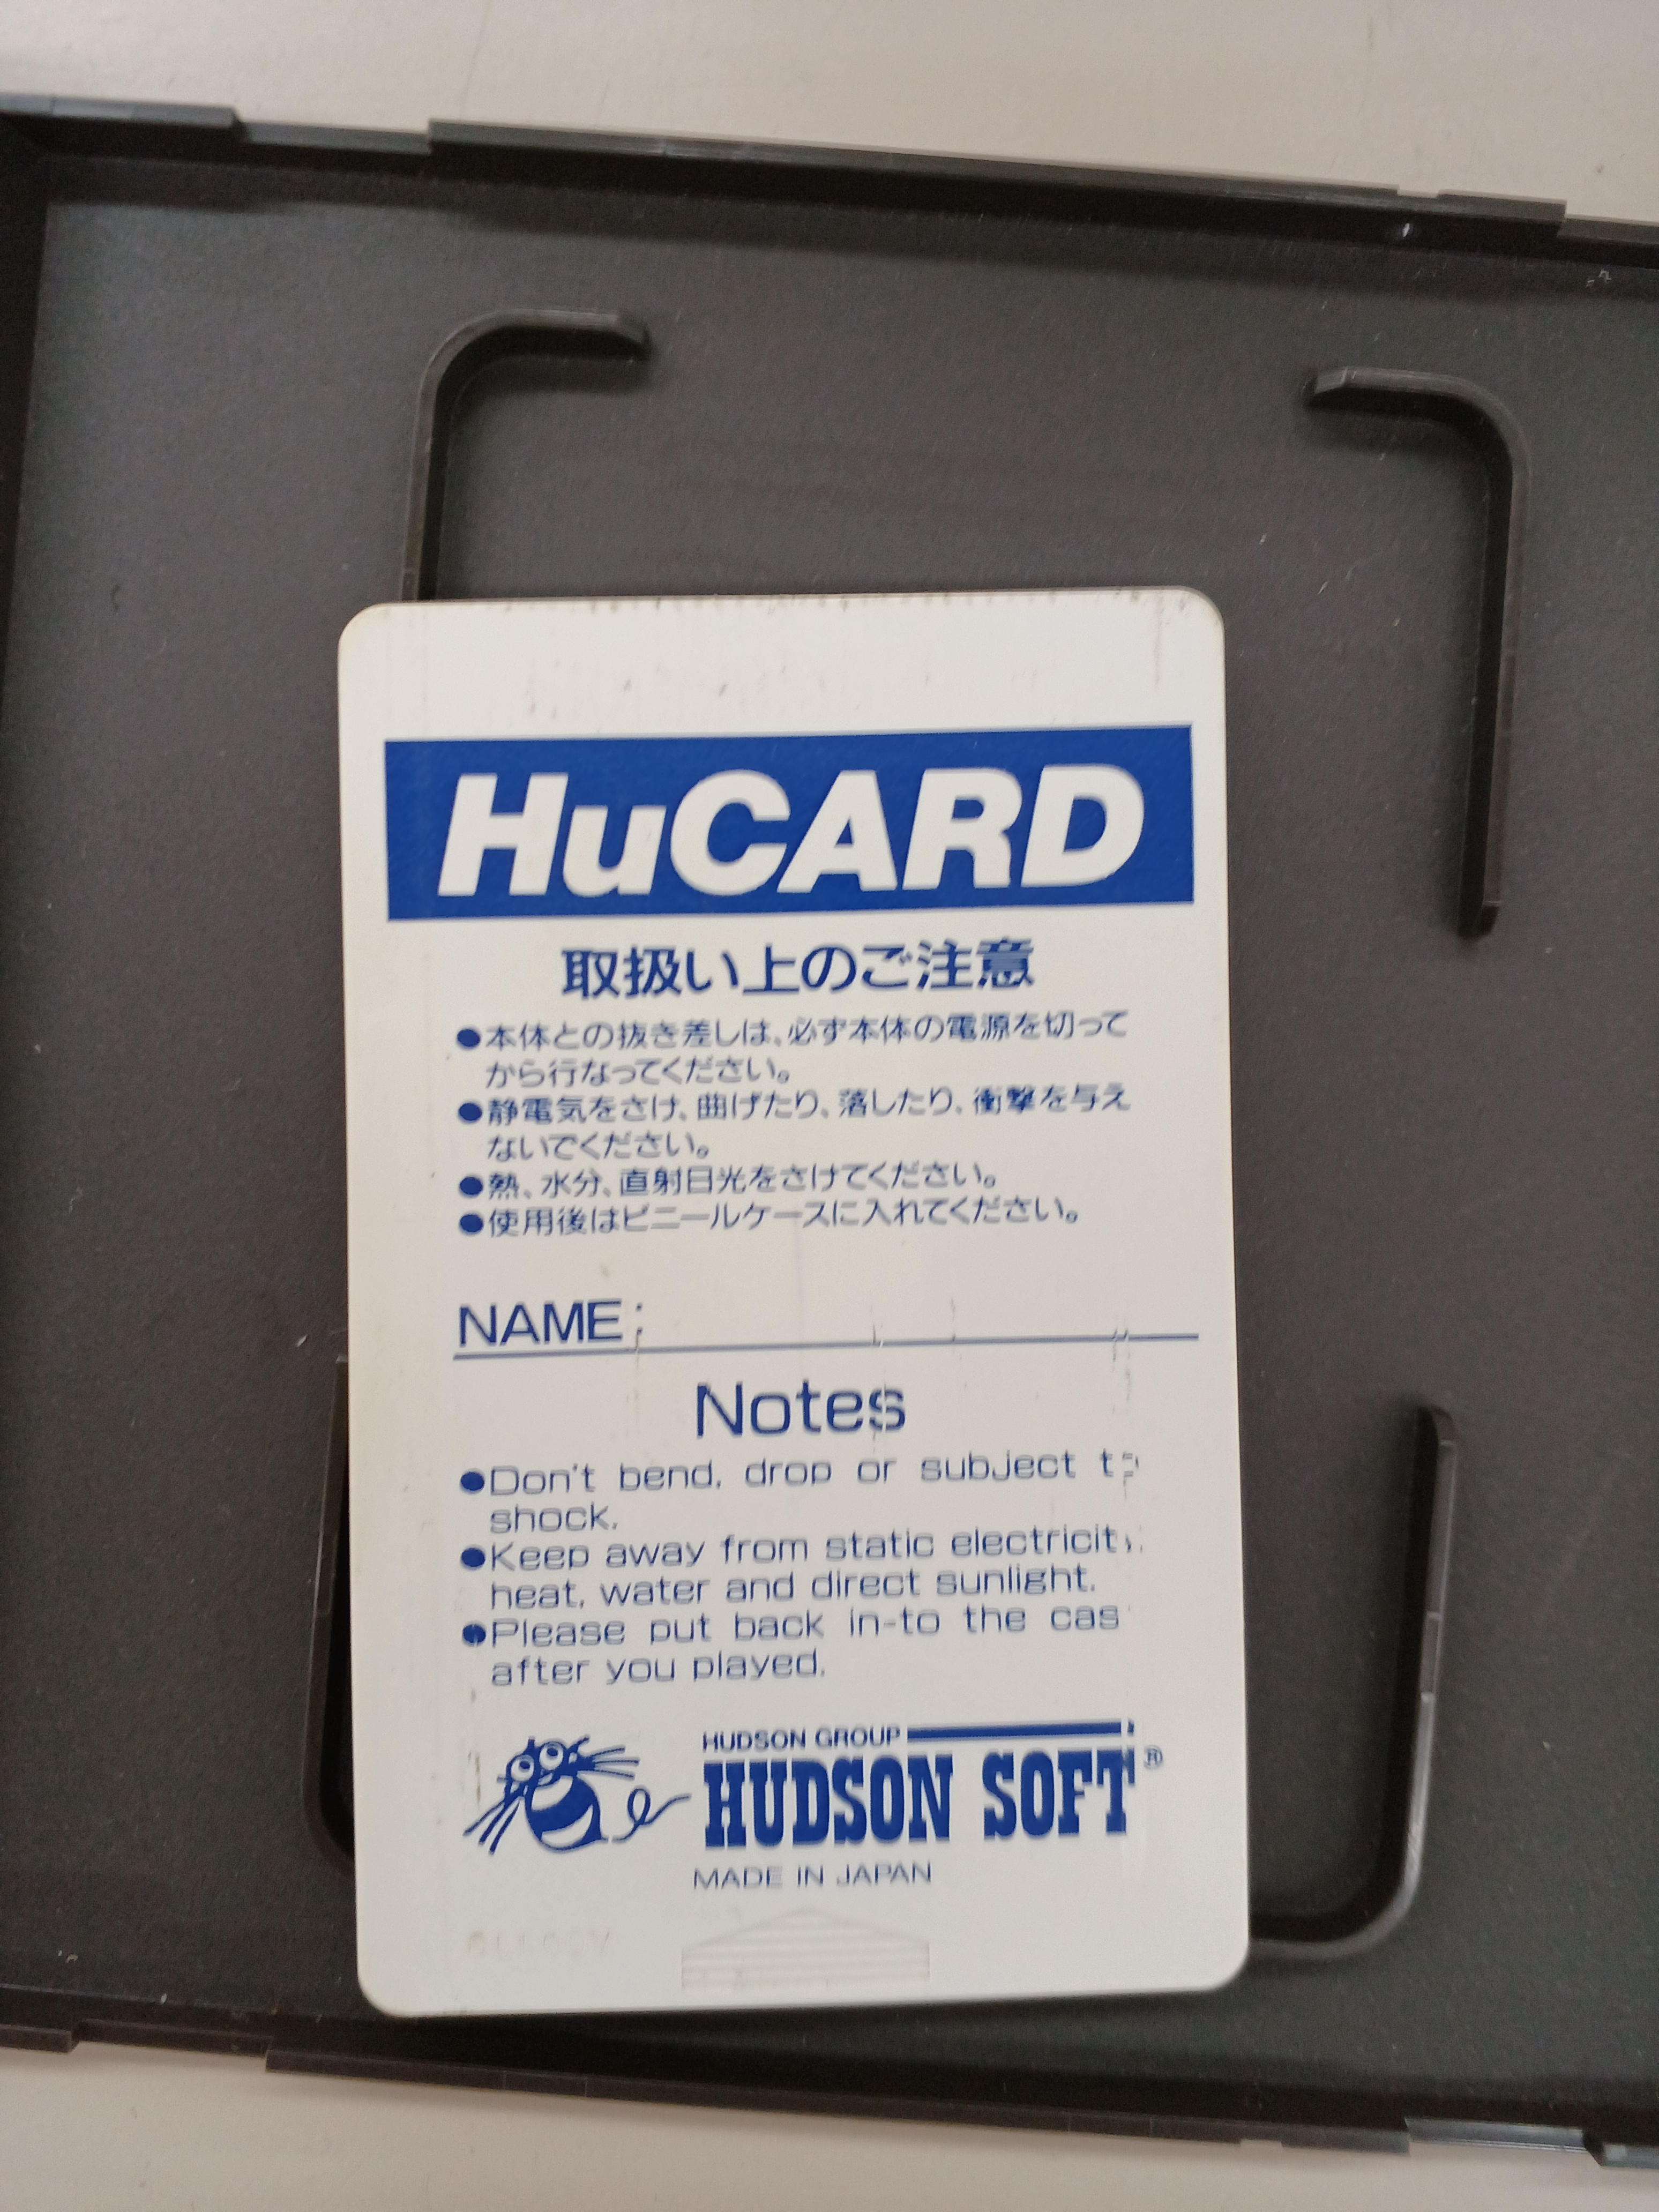 HuCARD
取扱い上のご注意
●本体との抜き差しは、必ず本体の電源を切って
から行なってください。
●静電気をさけ、曲げたり、落したり、衝撃を与え
ないでください。
●熱、水分、直射日光をさけてください。
●使用後はビニールケースに入れてください。
NAME;
Notes
●Don't bend, drop or subject to
shock.
●Keep away from static electricity,
heat, water and direct sunlight.
●Please put back in-to the cas
after you played.
HUDSON GROUP
HUDSON SOFT®
MADE IN JAPAN